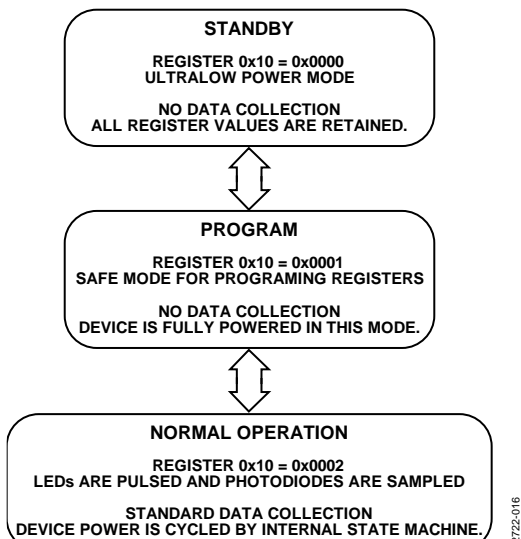 STANDBY
REGISTER 0x10 = 0x0000
ULTRALOW POWER MODE
NO DATA COLLECTION
ALL REGISTER VALUES ARE RETAINED.
PROGRAM
REGISTER 0x10 = 0x0001
SAFE MODE FOR PROGRAMING REGISTERS
NO DATA COLLECTION
DEVICE IS FULLY POWERED IN THIS MODE.
NORMAL OPERATION
REGISTER 0x10 = 0x0002
LEDs ARE PULSED AND PHOTODIODES ARE SAMPLED
STANDARD DATA COLLECTION
DEVICE POWER IS CYCLED BY INTERNAL STATE MACHINE.
2722-016